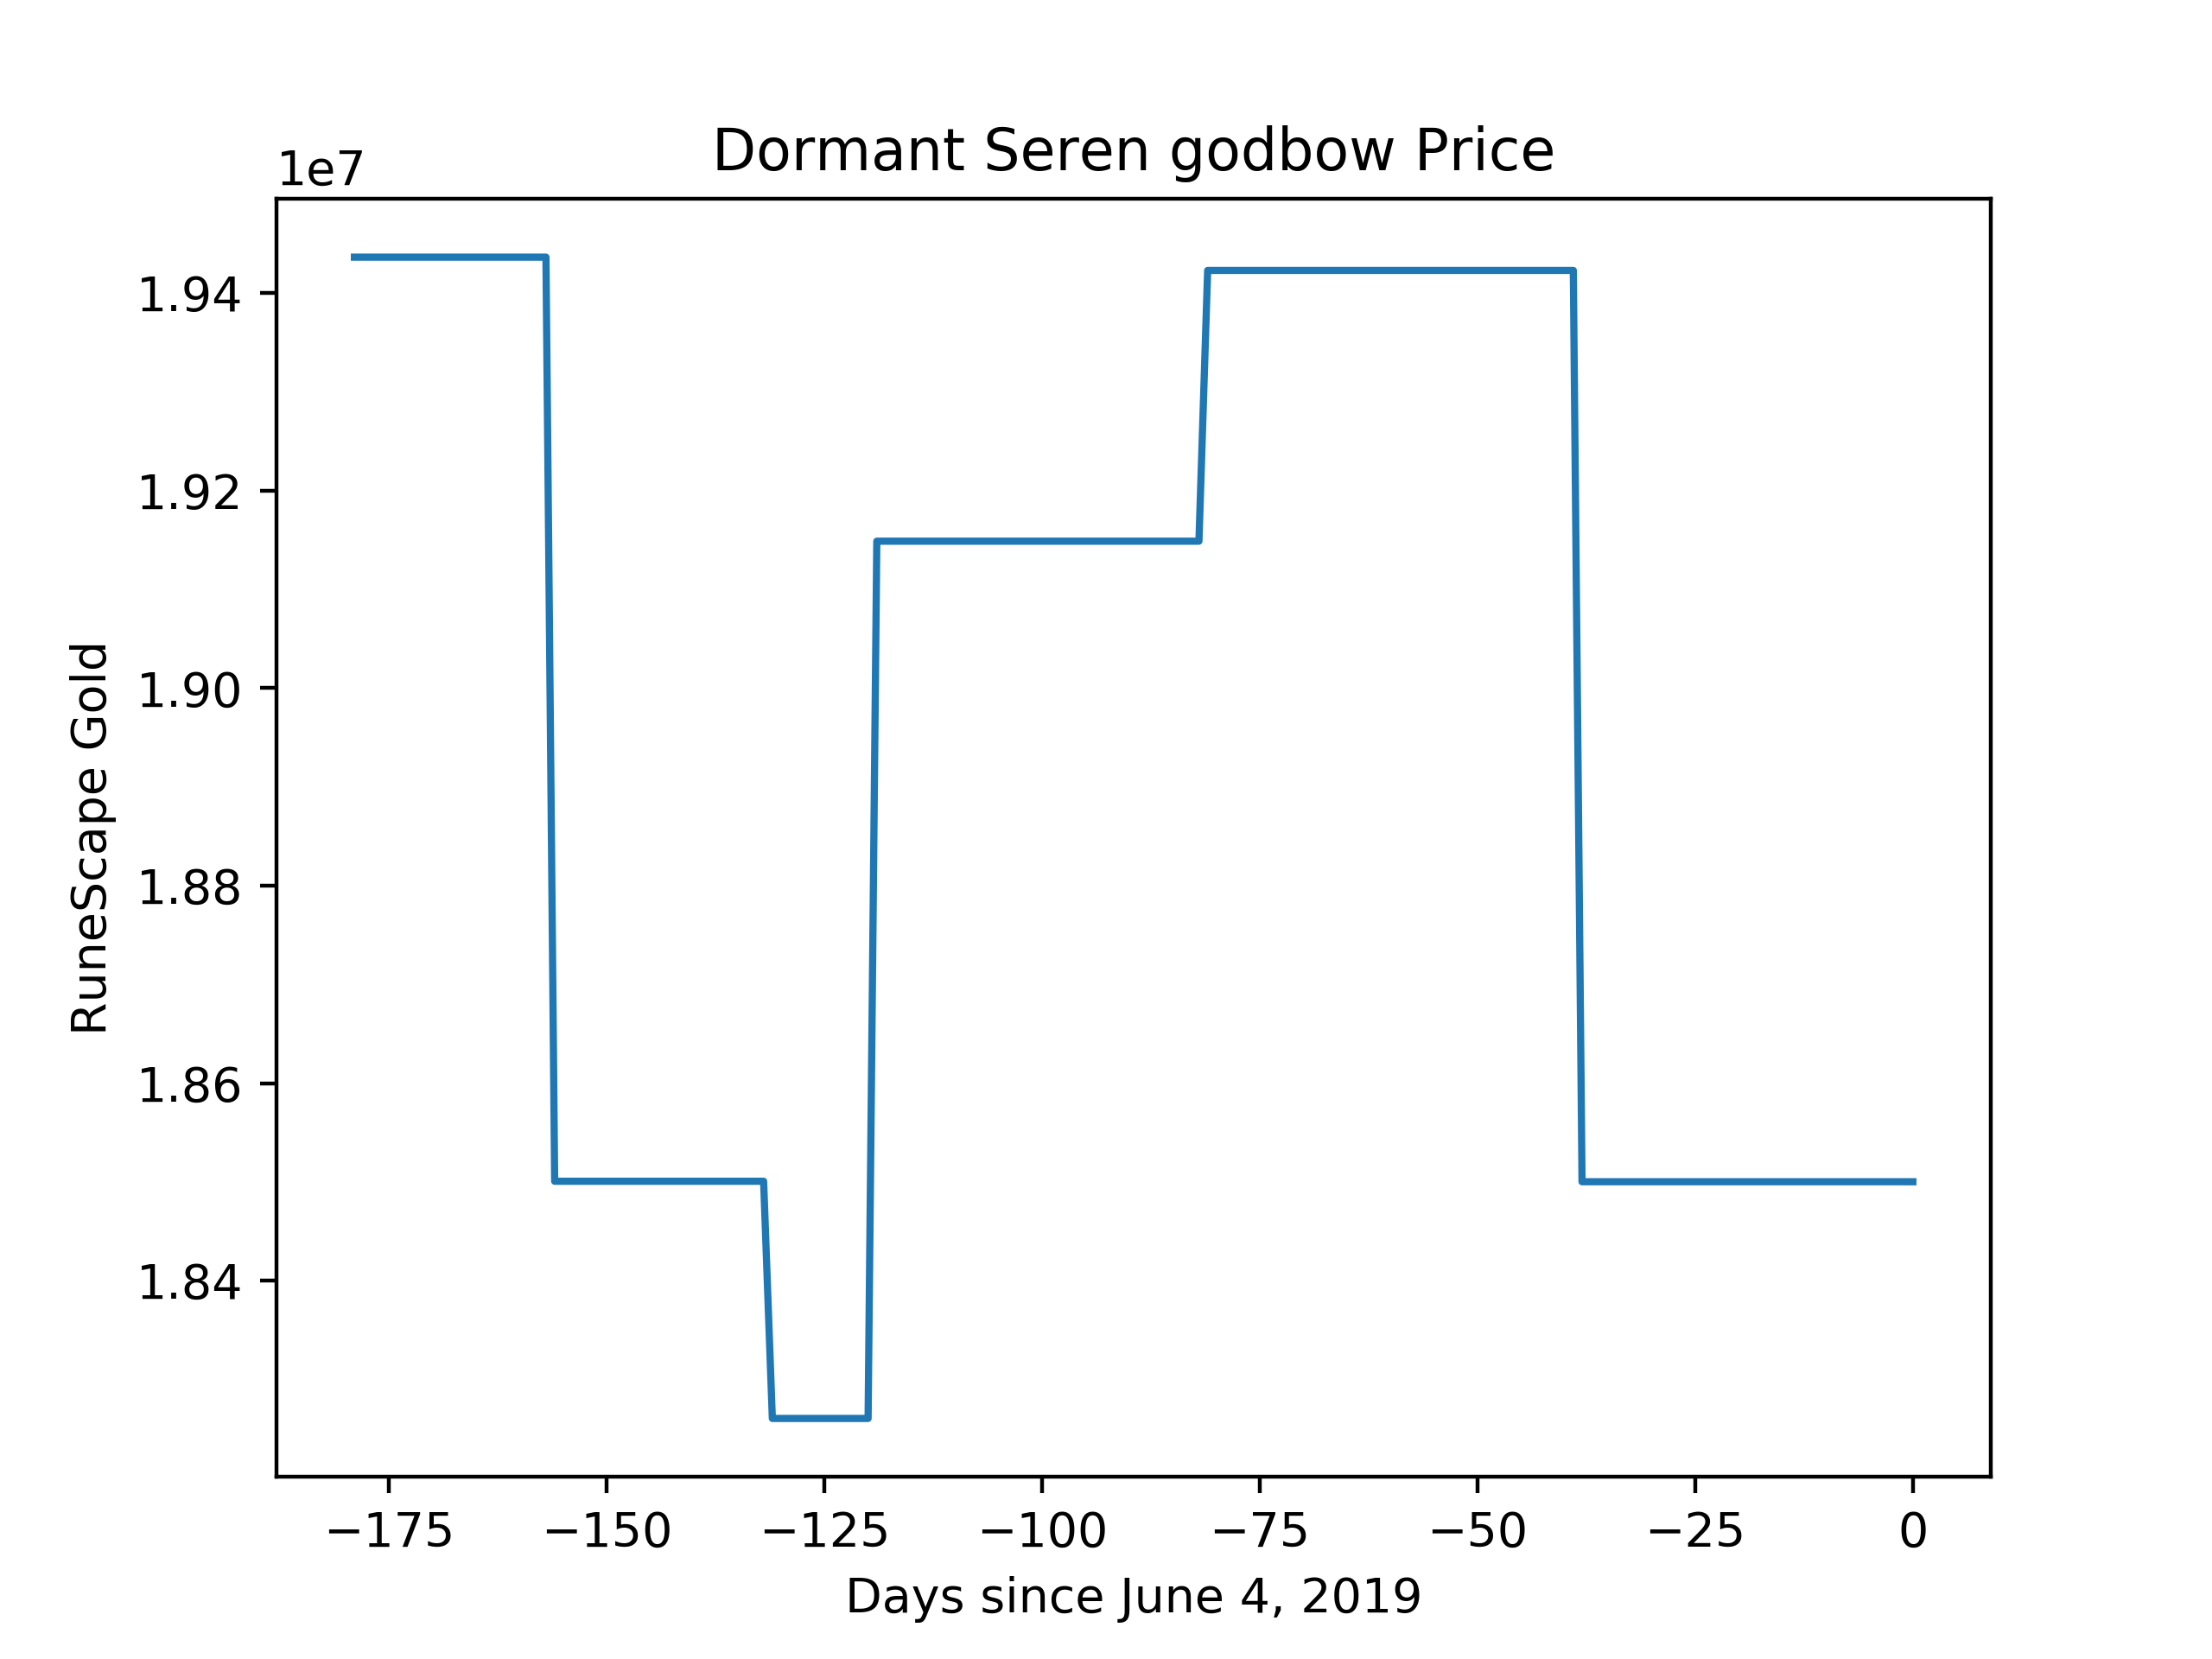 Dormant Seren godbow Price
1e7
1.94
1.92
1.90
1.88
1.86
1.84
RuneScape Gold
−175 −150 −125 −100 −75 −50 −25 0
Days since June 4, 2019